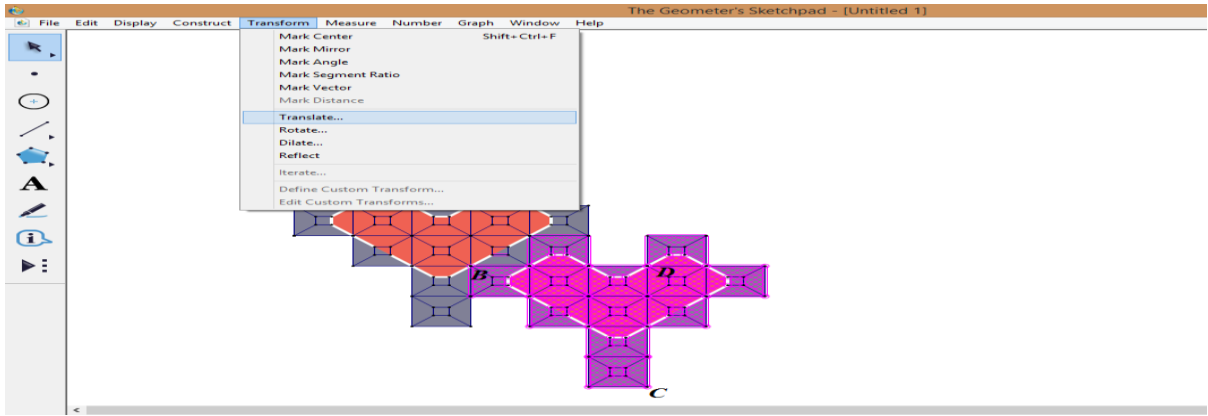 The Geometer's Sketchpad - [Untitled 1]
File Edit Display Construct Transform Measure Number Graph Window Help
Mark Center Shift+Ctrl+F
Mark Mirror
Mark Angle
Mark Segment Ratio
Mark Vector
Mark Distance
Translate...
Rotate...
Dilate...
Reflect
Iterate...
Define Custom Transform...
Edit Custom Transforms...
A
i
B D
C